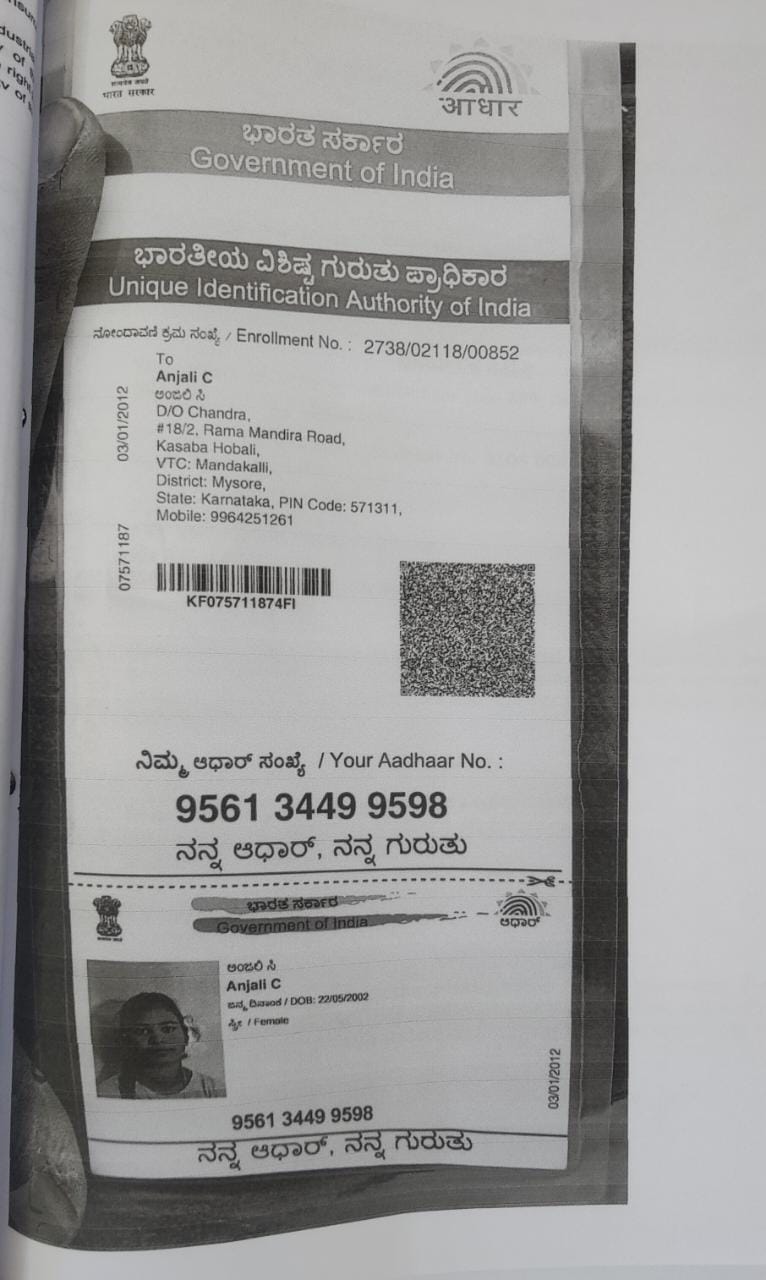 सत्यमेव जयते
भारत सरकार
आधार
ಭಾರತ ಸರ್ಕಾರ
Government of India
ಭಾರತೀಯ ವಿಶಿಷ್ಟ ಗುರುತು ಪ್ರಾಧಿಕಾರ
Unique Identification Authority of India
ನೋಂದಾವಣಿ ಕ್ರಮ ಸಂಖ್ಯೆ / Enrollment No. : 2738/02118/00852
To
Anjali C
ಅಂಜಲಿ ಸಿ
D/O Chandra,
#18/2, Rama Mandira Road,
Kasaba Hobali,
VTC: Mandakalli,
District: Mysore,
State: Karnataka, PIN Code: 571311,
Mobile: 9964251261
03/01/2012
07571187
KF075711874FI
ನಿಮ್ಮ ಆಧಾರ್ ಸಂಖ್ಯೆ / Your Aadhaar No. :
9561 3449 9598
ನನ್ನ ಆಧಾರ್, ನನ್ನ ಗುರುತು
ಭಾರತ ಸರ್ಕಾರ
Government of India
ಆಧಾರ್
ಅಂಜಲಿ ಸಿ
Anjali C
ಜನ್ಮ ದಿನಾಂಕ / DOB: 22/05/2002
ಸ್ತ್ರೀ / Female
03/01/2012
9561 3449 9598
ನನ್ನ ಆಧಾರ್, ನನ್ನ ಗುರುತು